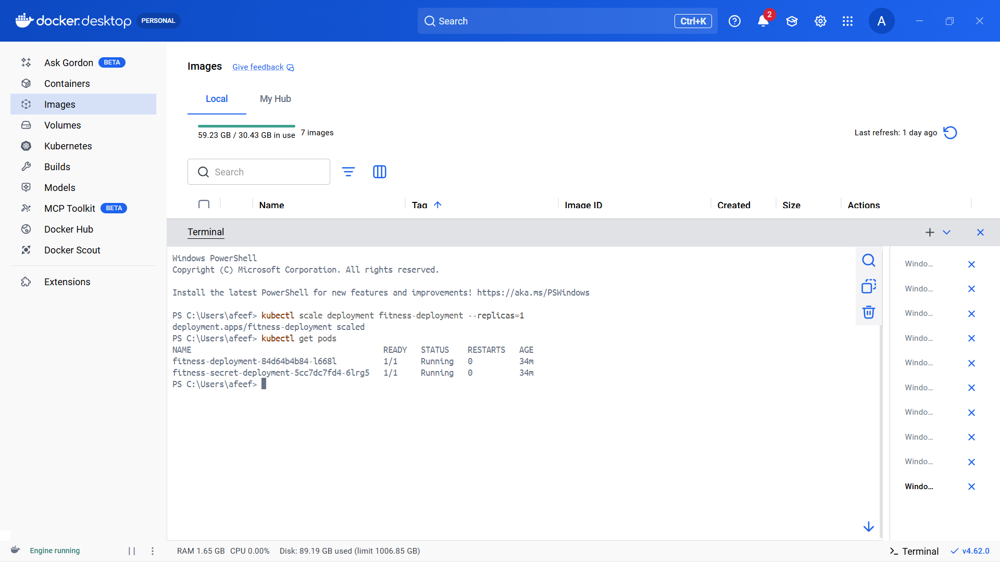 docker.desktop PERSONAL
Search Ctrl+K
2
A
Ask Gordon BETA
Containers
Images
Volumes
Kubernetes
Builds
Models
MCP Toolkit BETA
Docker Hub
Docker Scout
Extensions
Images Give feedback
Local My Hub
59.23 GB / 30.43 GB in use 7 images
Last refresh: 1 day ago
Search
Name Tag Image ID Created Size Actions
Terminal
Windows PowerShell
Copyright (C) Microsoft Corporation. All rights reserved.
Install the latest PowerShell for new features and improvements! https://aka.ms/PSWindows
PS C:\Users\afeef> kubectl scale deployment fitness-deployment --replicas=1
deployment.apps/fitness-deployment scaled
PS C:\Users\afeef> kubectl get pods
NAME READY STATUS RESTARTS AGE
fitness-deployment-84d64b4b84-l668l 1/1 Running 0 34m
fitness-secret-deployment-5cc7dc7fd4-6lrg5 1/1 Running 0 34m
PS C:\Users\afeef>
Windo...
Windo...
Windo...
Windo...
Windo...
Windo...
Windo...
Windo...
Windo...
Windo...
Engine running
RAM 1.65 GB CPU 0.00% Disk: 89.19 GB used (limit 1006.85 GB)
>_ Terminal
v4.62.0